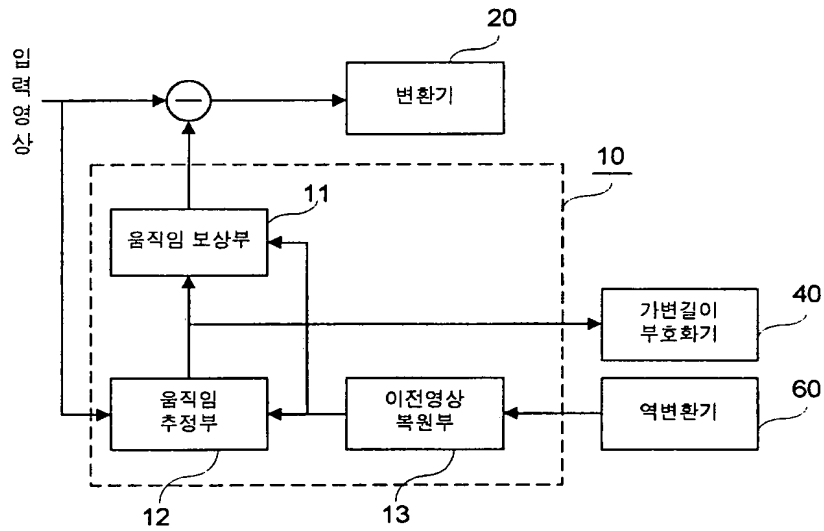 입력영상
20
변환기
10
11
움직임 보상부
40
가변길이
부호화기
움직임
추정부
이전영상
복원부
60
역변환기
12
13